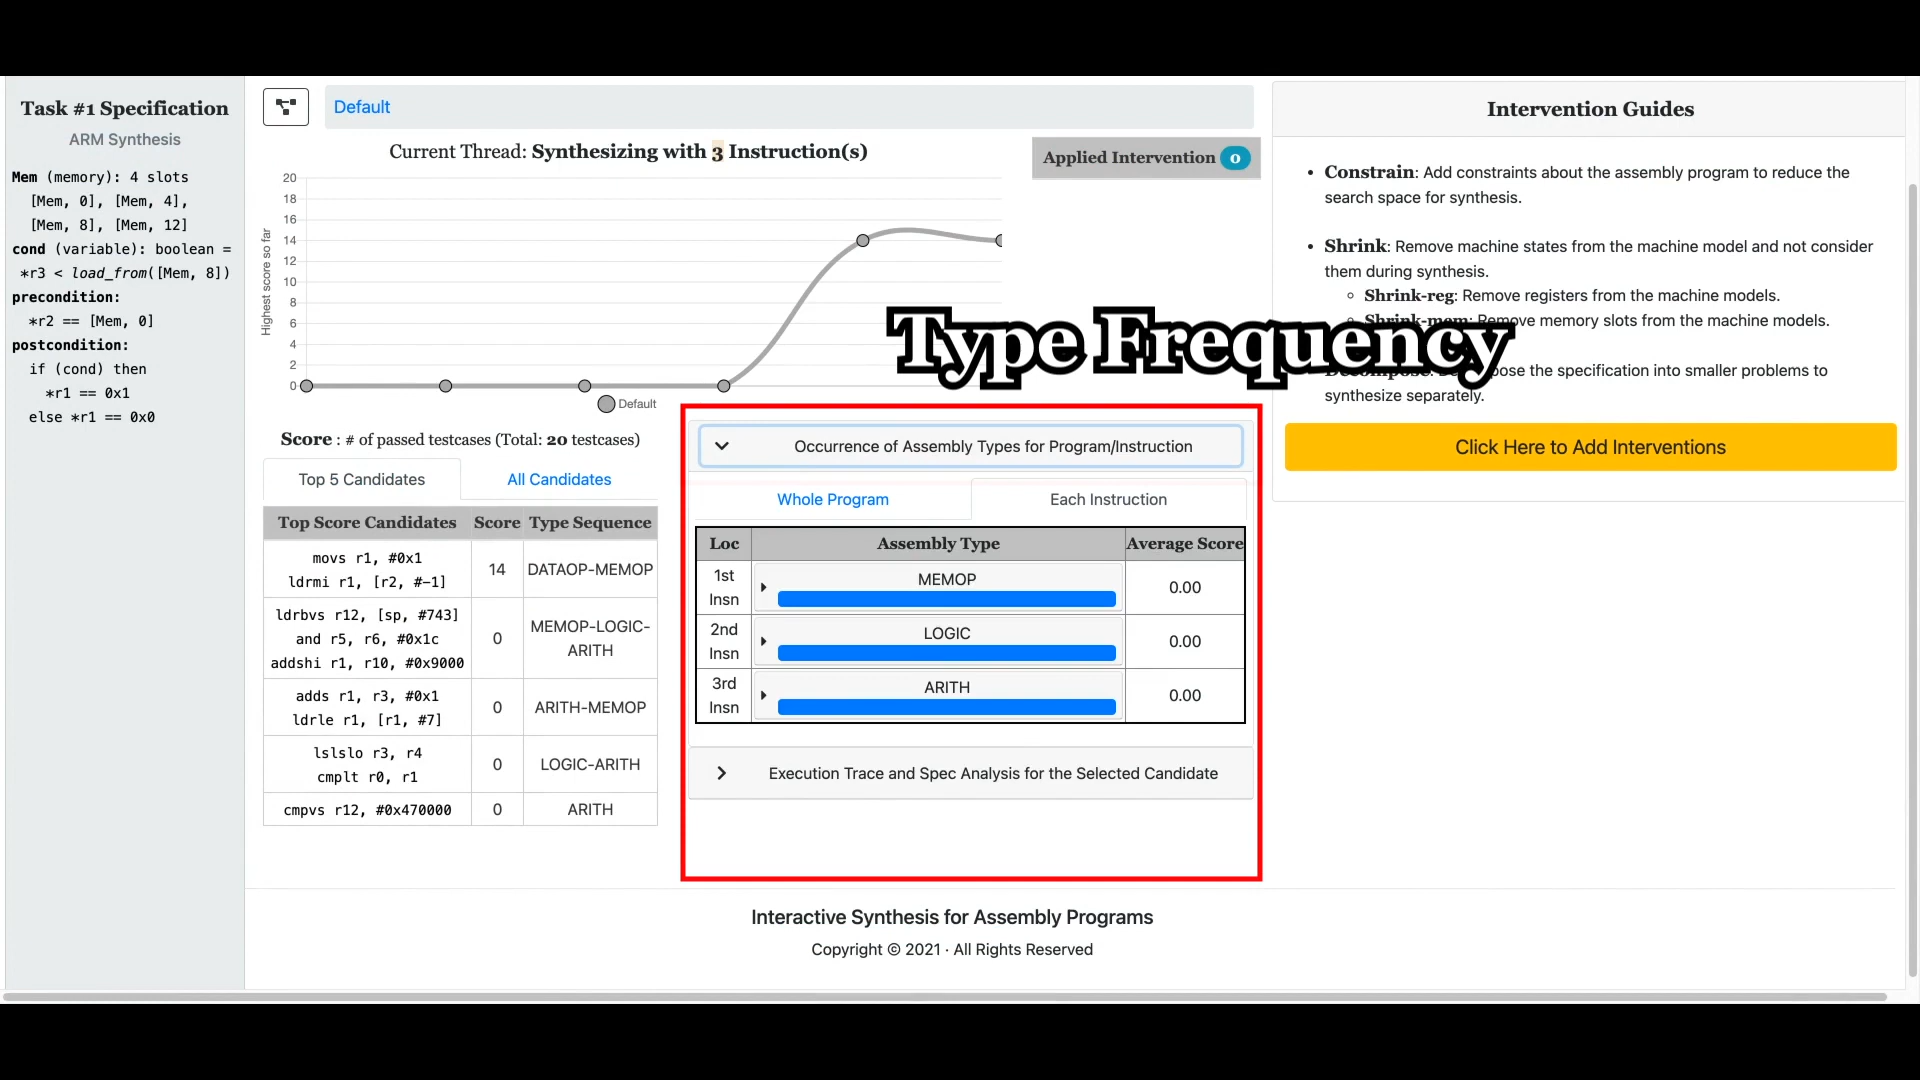 Task #1 Specification
ARM Synthesis
Mem (memory): 4 slots
[Mem, 0], [Mem, 4],
[Mem, 8], [Mem, 12]
cond (variable): boolean =
*r3 < load_from([Mem, 8])
precondition:
*r2 == [Mem, 0]
postcondition:
if (cond) then
*r1 == 0x1
else *r1 == 0x0
Default
Current Thread: Synthesizing with 3 Instruction(s)
Applied Intervention 0
Highest score so far
20
18
16
14
12
10
8
6
4
2
0
Default
Type Frequency
Score : # of passed testcases (Total: 20 testcases)
Top 5 Candidates
All Candidates
Top Score Candidates Score Type Sequence
movs r1, #0x1
ldrmi r1, [r2, #-1]
14
DATAOP-MEMOP
ldrbvs r12, [sp, #743]
and r5, r6, #0x1c
addshi r1, r10, #0x9000
0
MEMOP-LOGIC-
ARITH
adds r1, r3, #0x1
ldrle r1, [r1, #7]
0
ARITH-MEMOP
lslslo r3, r4
cmplt r0, r1
0
LOGIC-ARITH
cmpvs r12, #0x470000
0
ARITH
Occurrence of Assembly Types for Program/Instruction
Whole Program
Each Instruction
Loc Assembly Type Average Score
1st
Insn
MEMOP
0.00
2nd
Insn
LOGIC
0.00
3rd
Insn
ARITH
0.00
Execution Trace and Spec Analysis for the Selected Candidate
Intervention Guides
Constrain: Add constraints about the assembly program to reduce the
search space for synthesis.
Shrink: Remove machine states from the machine model and not consider
them during synthesis.
Shrink-reg: Remove registers from the machine models.
Shrink-mem: Remove memory slots from the machine models.
Decompose: the specification into smaller problems to
synthesize separately.
Click Here to Add Interventions
Interactive Synthesis for Assembly Programs
Copyright © 2021 · All Rights Reserved